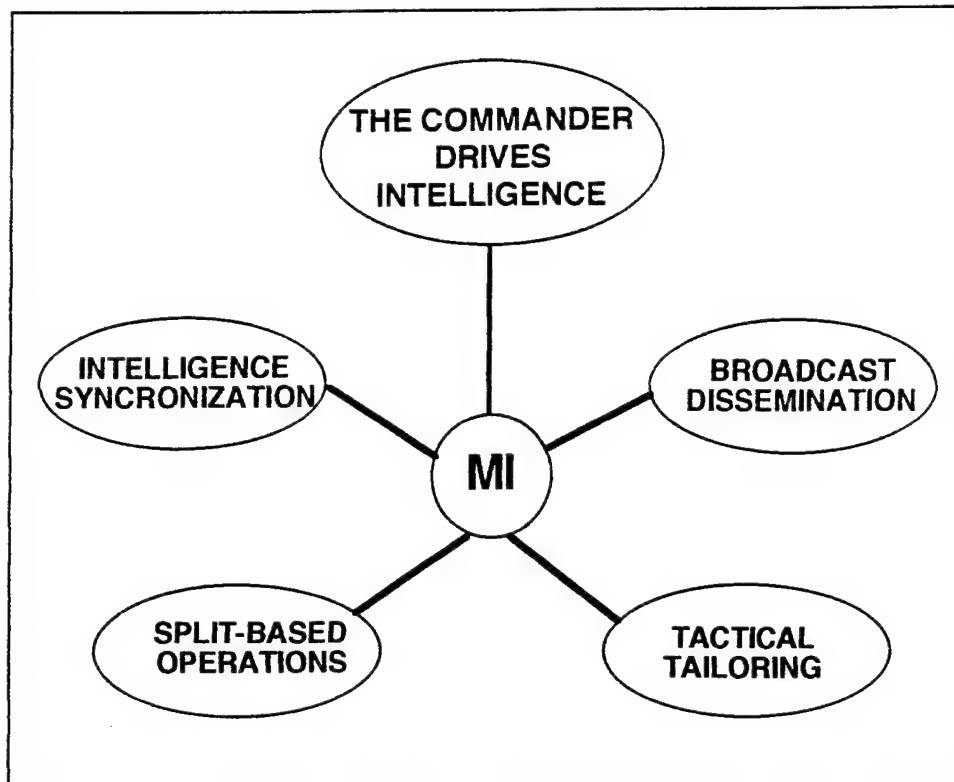 THE COMMANDER
DRIVES
INTELLIGENCE
INTELLIGENCE
SYNCRONIZATION
BROADCAST
DISSEMINATION
MI
SPLIT-BASED
OPERATIONS
TACTICAL
TAILORING